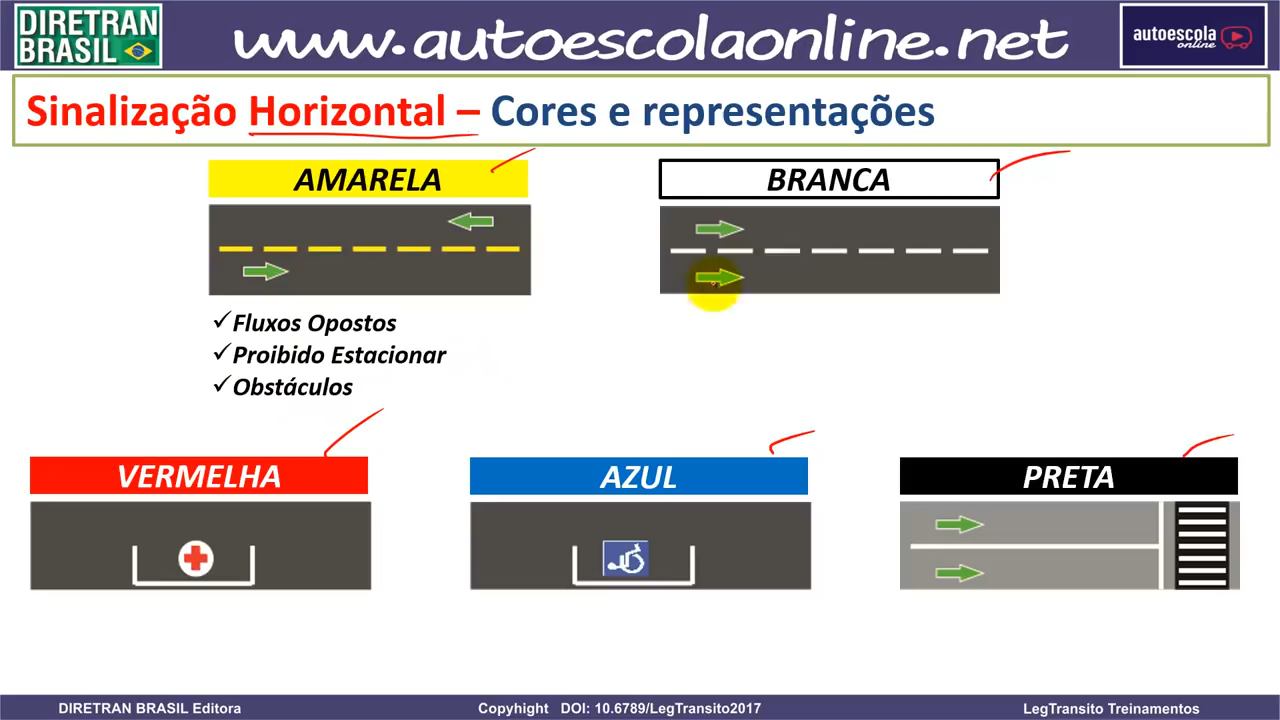 DIRETRAN
BRASIL
www.autoescolaonline.net
autoescola
online
Sinalização Horizontal – Cores e representações
AMARELA
BRANCA
✓Fluxos Opostos
✓Proibido Estacionar
✓Obstáculos
VERMELHA
AZUL
PRETA
DIRETRAN BRASIL Editora
Copyhight DOI: 10.6789/LegTransito2017
LegTransito Treinamentos